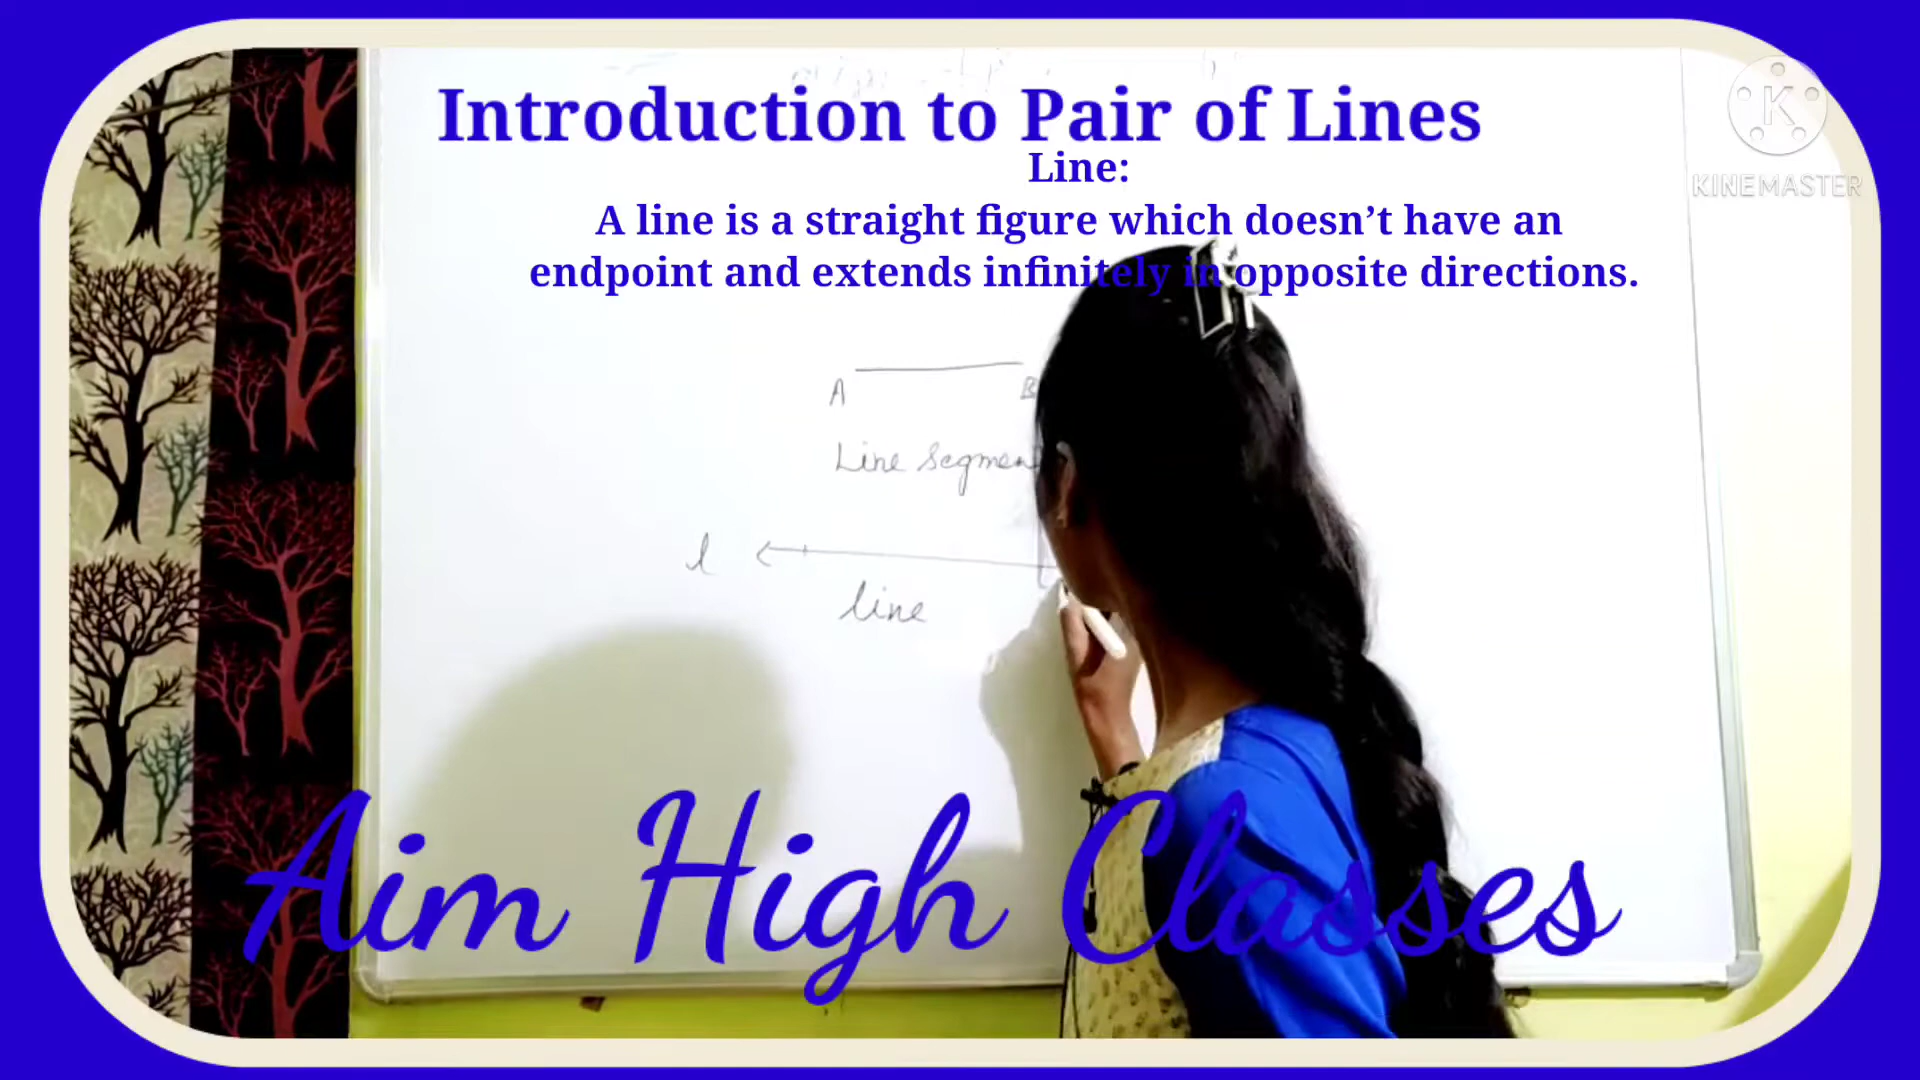 Introduction to Pair of Lines
KINEMASTER
Line:
A line is a straight figure which doesn’t have an
endpoint and extends infinitely in opposite directions.
A B
Line Segment
l
line
Aim High Classes